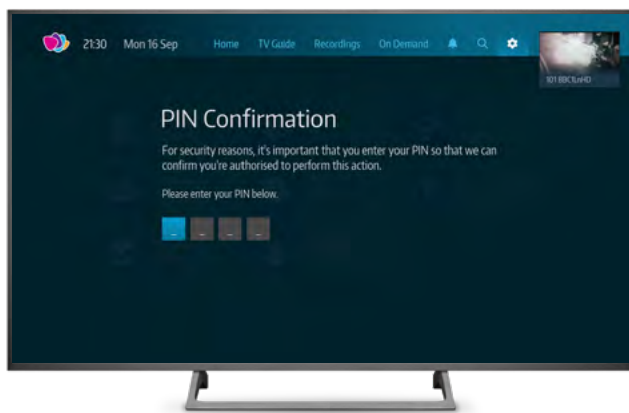 21:30 Mon 16 Sep Home TV Guide Recordings On Demand
101 BBC1LnHD
PIN Confirmation
For security reasons, it's important that you enter your PIN so that we can
confirm you're authorised to perform this action.
Please enter your PIN below.
_ _ _ _